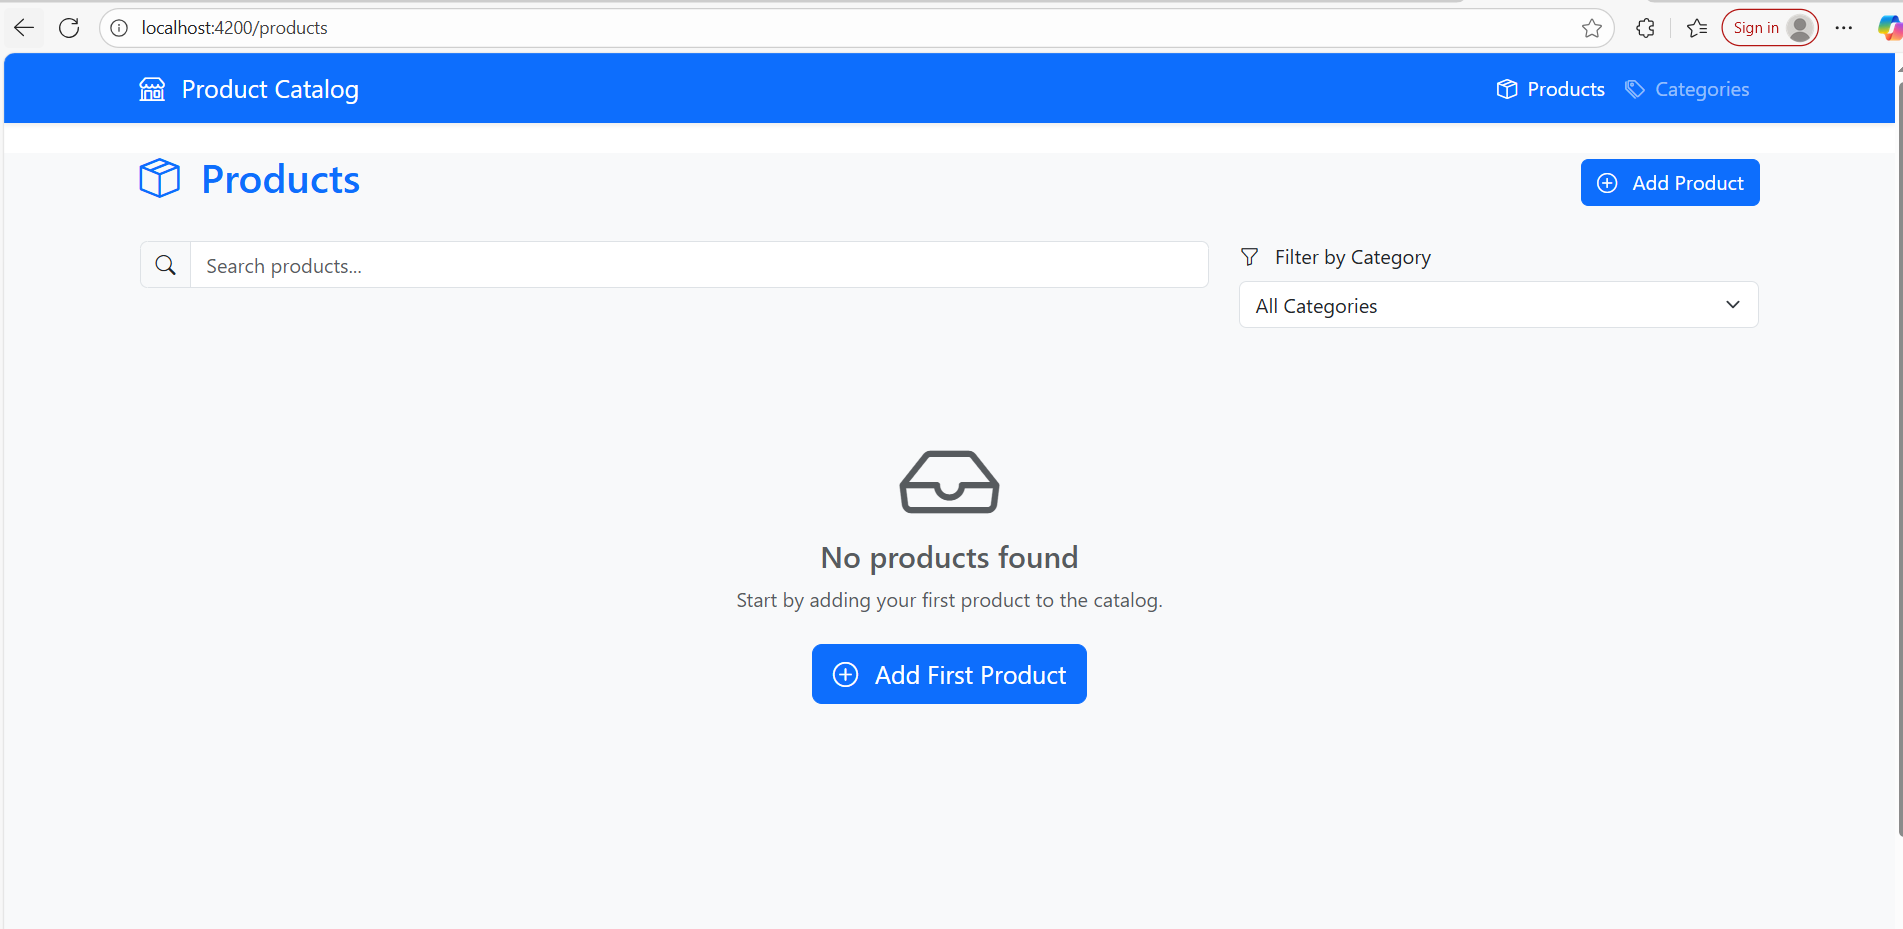 localhost:4200/products
Sign in
Product Catalog
Products
Categories
Products
Add Product
Search products...
Filter by Category
All Categories
No products found
Start by adding your first product to the catalog.
Add First Product